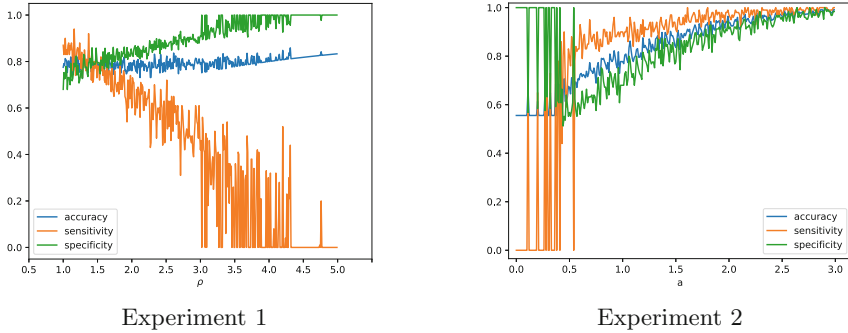 1.0
0.8
0.6
0.4
0.2
0.0
accuracy
sensitivity
specificity
0.5 1.0 1.5 2.0 2.5 3.0 3.5 4.0 4.5 5.0
ρ
Experiment 1
1.0
0.8
0.6
0.4
0.2
0.0
accuracy
sensitivity
specificity
0.0 0.5 1.0 1.5 2.0 2.5 3.0
a
Experiment 2